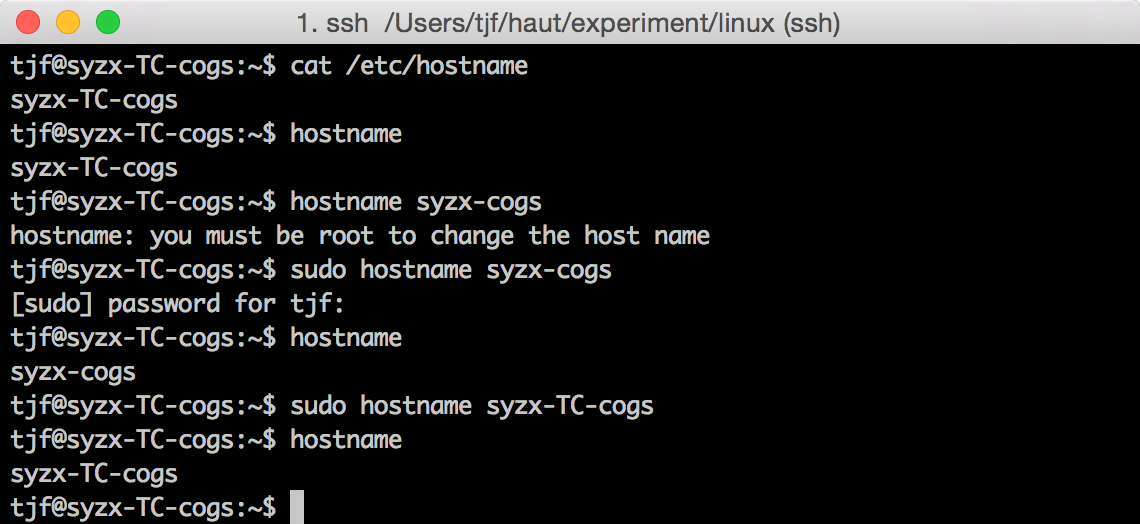 1. ssh  /Users/tjf/haut/experiment/linux (ssh)
tjf@syzx-TC-cogs:~$ cat /etc/hostname
syzx-TC-cogs
tjf@syzx-TC-cogs:~$ hostname
syzx-TC-cogs
tjf@syzx-TC-cogs:~$ hostname syzx-cogs
hostname: you must be root to change the host name
tjf@syzx-TC-cogs:~$ sudo hostname syzx-cogs
[sudo] password for tjf:
tjf@syzx-TC-cogs:~$ hostname
syzx-cogs
tjf@syzx-TC-cogs:~$ sudo hostname syzx-TC-cogs
tjf@syzx-TC-cogs:~$ hostname
syzx-TC-cogs
tjf@syzx-TC-cogs:~$